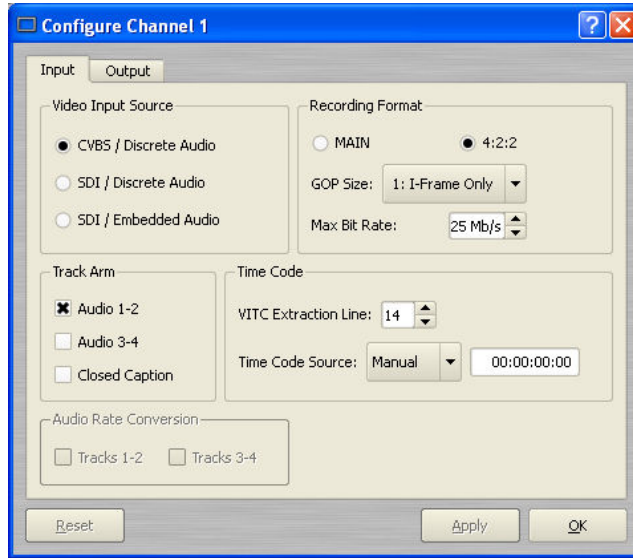 Configure Channel 1
Input
Output
Video Input Source
CVBS / Discrete Audio
SDI / Discrete Audio
SDI / Embedded Audio
Recording Format
MAIN
4:2:2
GOP Size: 1: I-Frame Only
Max Bit Rate: 25 Mb/s
Track Arm
Audio 1-2
Audio 3-4
Closed Caption
Time Code
VITC Extraction Line: 14
Time Code Source: Manual 00:00:00:00
Audio Rate Conversion
Tracks 1-2
Tracks 3-4
Reset
Apply
OK